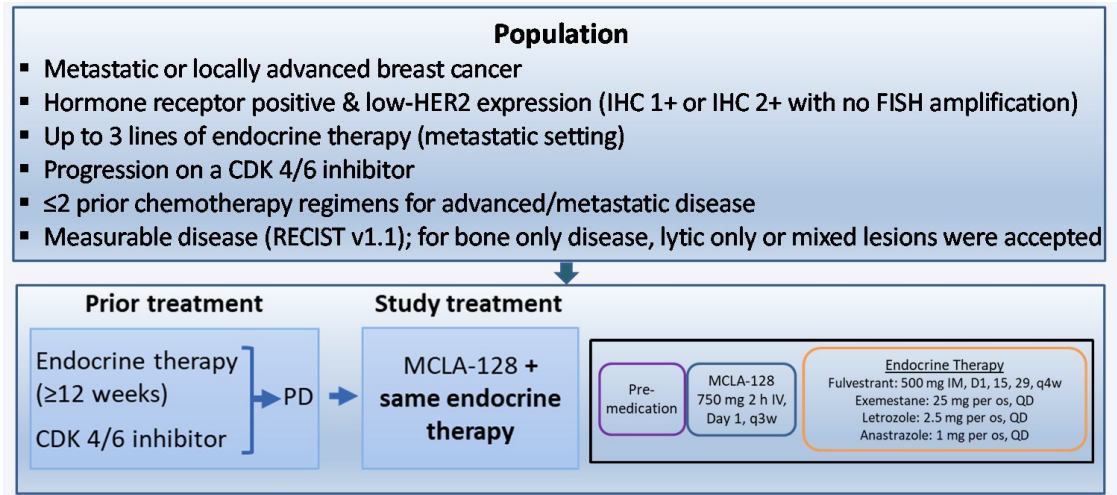 Population
▪ Metastatic or locally advanced breast cancer
▪ Hormone receptor positive & low-HER2 expression (IHC 1+ or IHC 2+ with no FISH amplification)
▪ Up to 3 lines of endocrine therapy (metastatic setting)
▪ Progression on a CDK 4/6 inhibitor
▪ ≤2 prior chemotherapy regimens for advanced/metastatic disease
▪ Measurable disease (RECIST v1.1); for bone only disease, lytic only or mixed lesions were accepted
Prior treatment
Endocrine therapy
(≥12 weeks)
CDK 4/6 inhibitor
PD
Study treatment
MCLA-128 +
same endocrine
therapy
Pre-
medication
MCLA-128
750 mg 2 h IV,
Day 1, q3w
Endocrine Therapy
Fulvestrant: 500 mg IM, D1, 15, 29, q4w
Exemestane: 25 mg per os, QD
Letrozole: 2.5 mg per os, QD
Anastrazole: 1 mg per os, QD